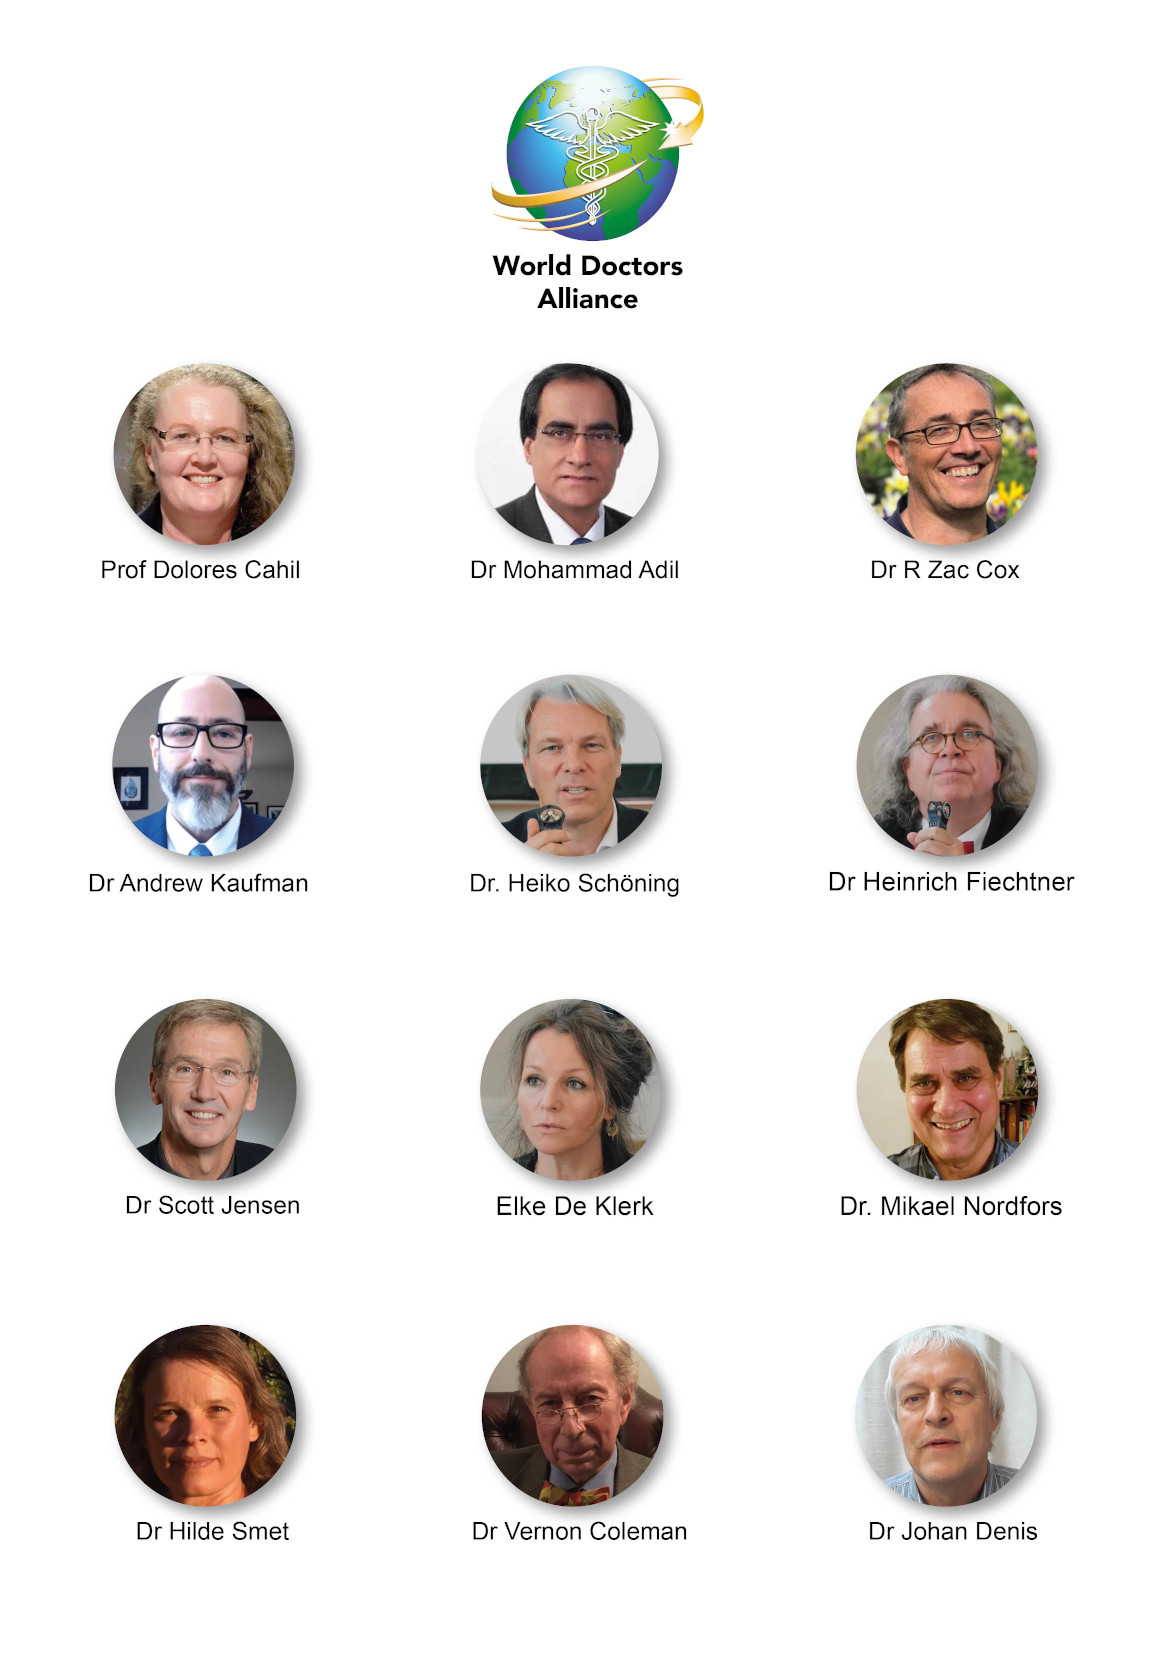 World Doctors
Alliance
Prof Dolores Cahil
Dr Mohammad Adil
Dr R Zac Cox
Dr Andrew Kaufman
Dr. Heiko Schöning
Dr Heinrich Fiechtner
Dr Scott Jensen
Elke De Klerk
Dr. Mikael Nordfors
Dr Hilde Smet
Dr Vernon Coleman
Dr Johan Denis